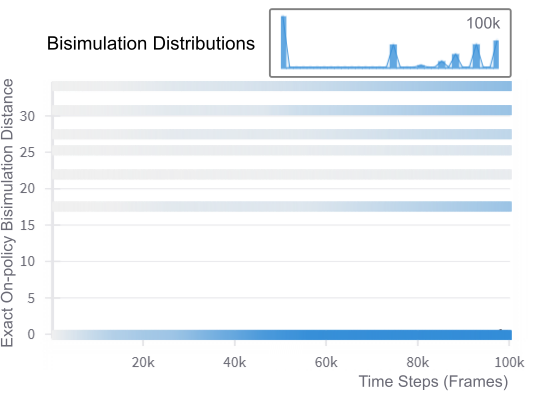 Bisimulation Distributions
100k
Exact On-policy Bisimulation Distance
30
25
20
15
10
5
0
20k
40k
60k
80k
100k
Time Steps (Frames)